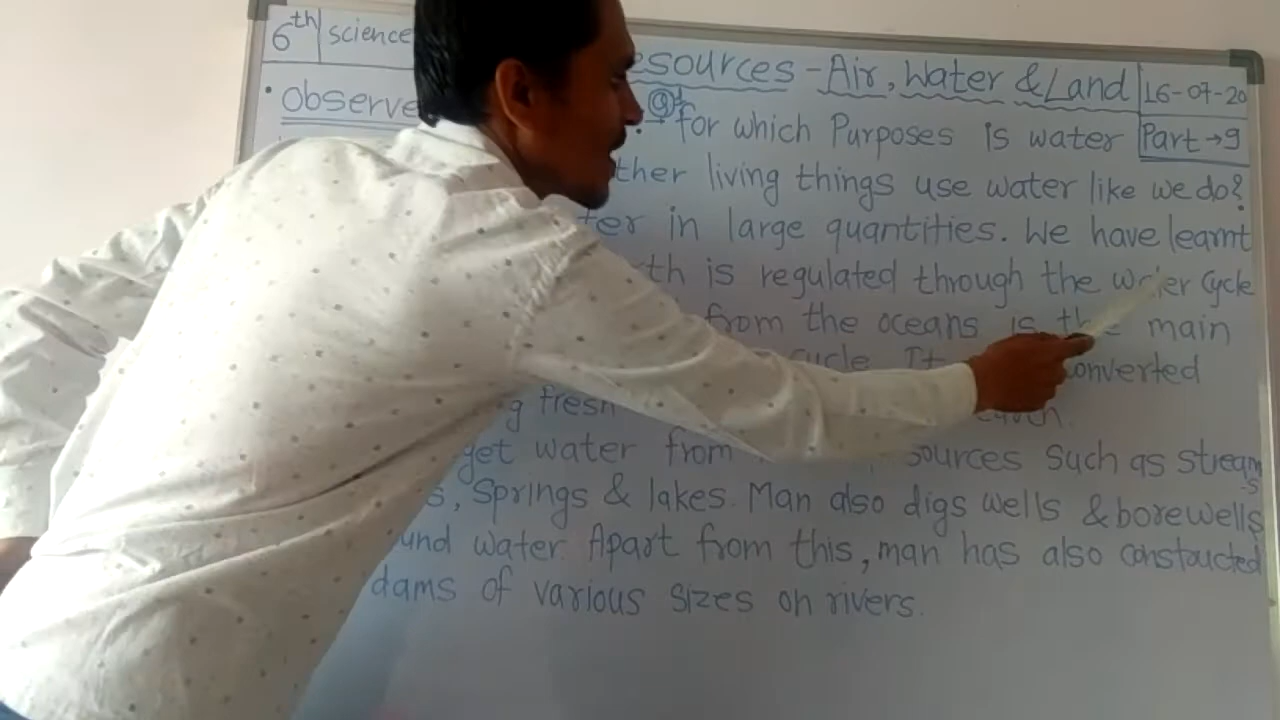 6th science
esources - Air, Water & Land 16-07-20
• Observe Q1 for which Purposes is water Part → 9
ther living things use water like we do?
ter in large quantities. We have learnt
th is regulated through the water Cycle
from the oceans is the main
cycle It converted
g fresh earth.
get water from sources such as streams
s, Springs & lakes. Man also digs wells & borewells
und water. Apart from this, man has also constoucted
dams of various sizes on rivers.